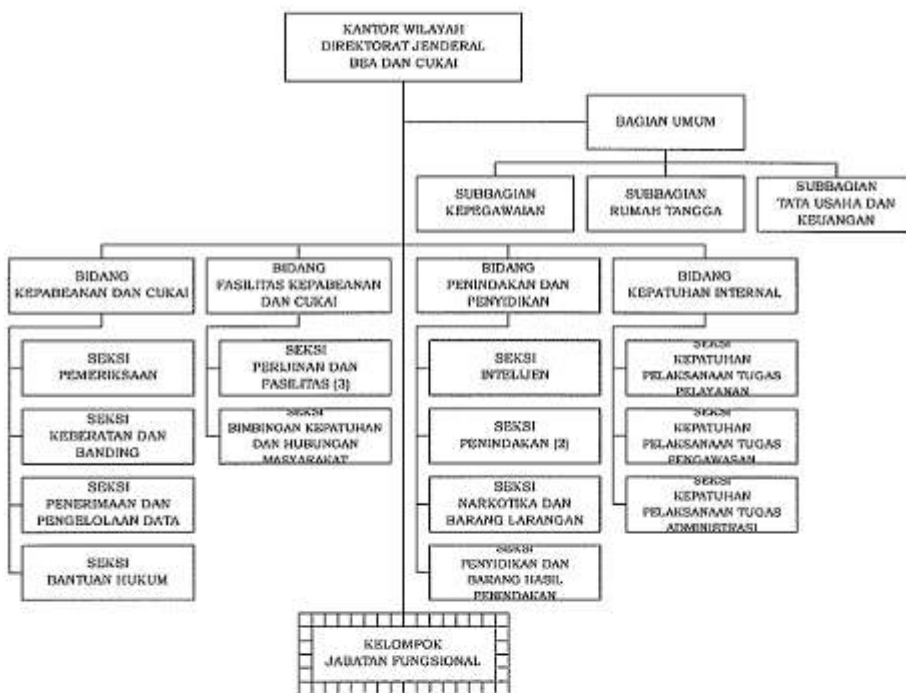 KANTOR WILAYAH
DIREKTORAT JENDERAL
BEA DAN CUKAI
BAGIAN UMUM
SUBBAGIAN
KEPEGAWAIAN
SUBBAGIAN
RUMAH TANGGA
SUBBAGIAN
TATA USAHA DAN
KEUANGAN
BIDANG
KEPABEANAN DAN CUKAI
BIDANG
FASILITAS KEPABEANAN
DAN CUKAI
BIDANG
PENINDAKAN DAN
PENYIDIKAN
BIDANG
KEPATUHAN INTERNAL
SEKSI
PEMERIKSAAN
SEKSI
KEBERATAN DAN
BANDING
SEKSI
PENERIMAAN DAN
PENGELOLAAN DATA
SEKSI
BANTUAN HUKUM
SEKSI
PERIJINAN DAN
FASILITAS (3)
SEKSI
BIMBINGAN KEPATUHAN
DAN HUBUNGAN
MASYARAKAT
SEKSI
INTELIJEN
SEKSI
PENINDAKAN (2)
SEKSI
NARKOTIKA DAN
BARANG LARANGAN
SEKSI
PENYIDIKAN DAN
BARANG HASIL
PENINDAKAN
SEKSI
KEPATUHAN
PELAKSANAAN TUGAS
PELAYANAN
SEKSI
KEPATUHAN
PELAKSANAAN TUGAS
PENGAWASAN
SEKSI
KEPATUHAN
PELAKSANAAN TUGAS
ADMINISTRASI
KELOMPOK
JABATAN FUNGSIONAL